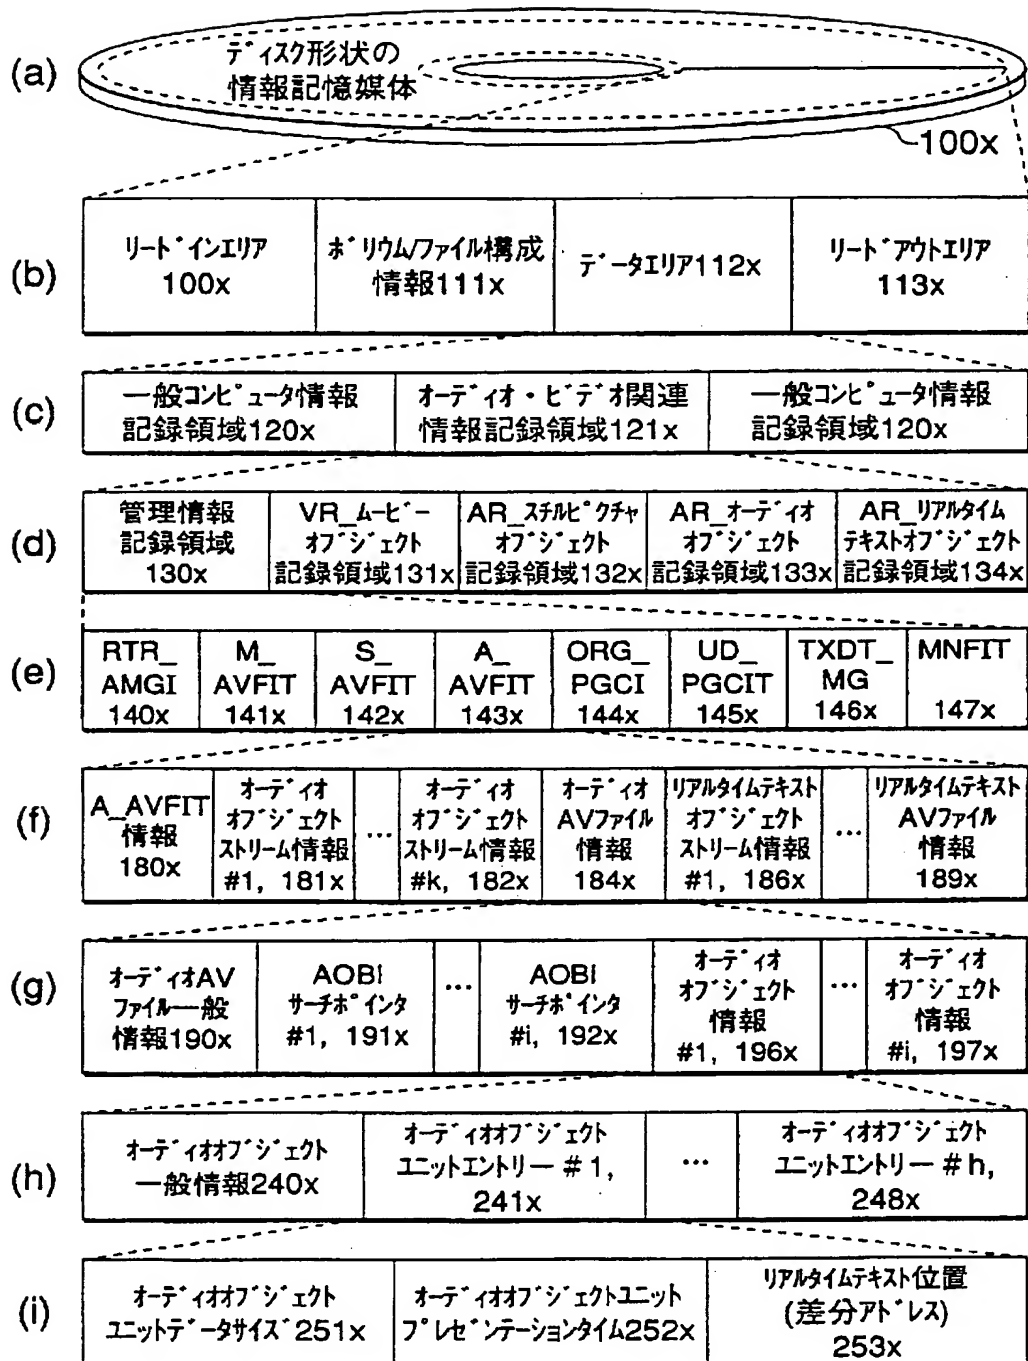 (a)
ディスク形状の
情報記憶媒体
100x
(b)
リードインエリア
100x
ボリウム/ファイル構成
情報111x
データエリア112x
リードアウトエリア
113x
(c)
一般コンピュータ情報
記録領域120x
オーディオ・ビデオ関連
情報記録領域121x
一般コンピュータ情報
記録領域120x
(d)
管理情報
記録領域
130x
VR_ムービー
オブジェクト
記録領域131x
AR_スチルピクチャ
オブジェクト
記録領域132x
AR_オーディオ
オブジェクト
記録領域133x
AR_リアルタイム
テキストオブジェクト
記録領域134x
(e)
RTR_
AMGI
140x
M_
AVFIT
141x
S_
AVFIT
142x
A_
AVFIT
143x
ORG_
PGCI
144x
UD_
PGCIT
145x
TXDT_
MG
146x
MNFIT
147x
(f)
A_AVFIT
情報
180x
オーディオ
オブジェクト
ストリーム情報
#1, 181x
...
オーディオ
オブジェクト
ストリーム情報
#k, 182x
オーディオ
AVファイル
情報
184x
リアルタイムテキスト
オブジェクト
ストリーム情報
#1, 186x
...
リアルタイムテキスト
AVファイル
情報
189x
(g)
オーディオAV
ファイル一般
情報190x
AOBI
サーチポインタ
#1, 191x
...
AOBI
サーチポインタ
#i, 192x
オーディオ
オブジェクト
情報
#1, 196x
...
オーディオ
オブジェクト
情報
#i, 197x
(h)
オーディオオブジェクト
一般情報240x
オーディオオブジェクト
ユニットエントリー#1,
241x
...
オーディオオブジェクト
ユニットエントリー#h,
248x
(i)
オーディオオブジェクト
ユニットデータサイズ251x
オーディオオブジェクトユニット
プレゼンテーションタイム252x
リアルタイムテキスト位置
(差分アドレス)
253x